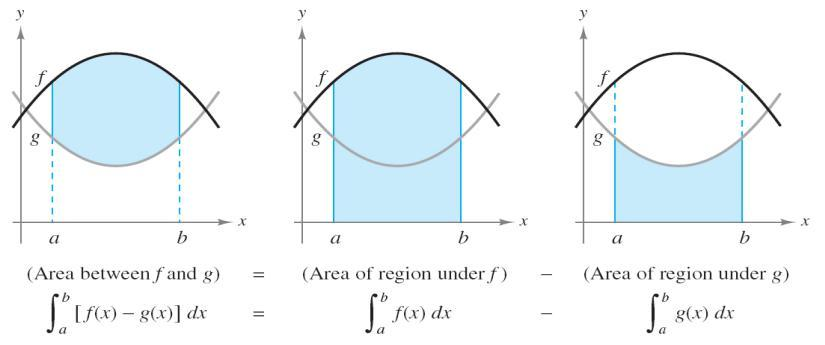 y y y
f f f
g g g
x x x
a b a b a b
(Area between f and g) = (Area of region under f) − (Area of region under g)
∫_a^b [f(x) − g(x)] dx = ∫_a^b f(x) dx − ∫_a^b g(x) dx